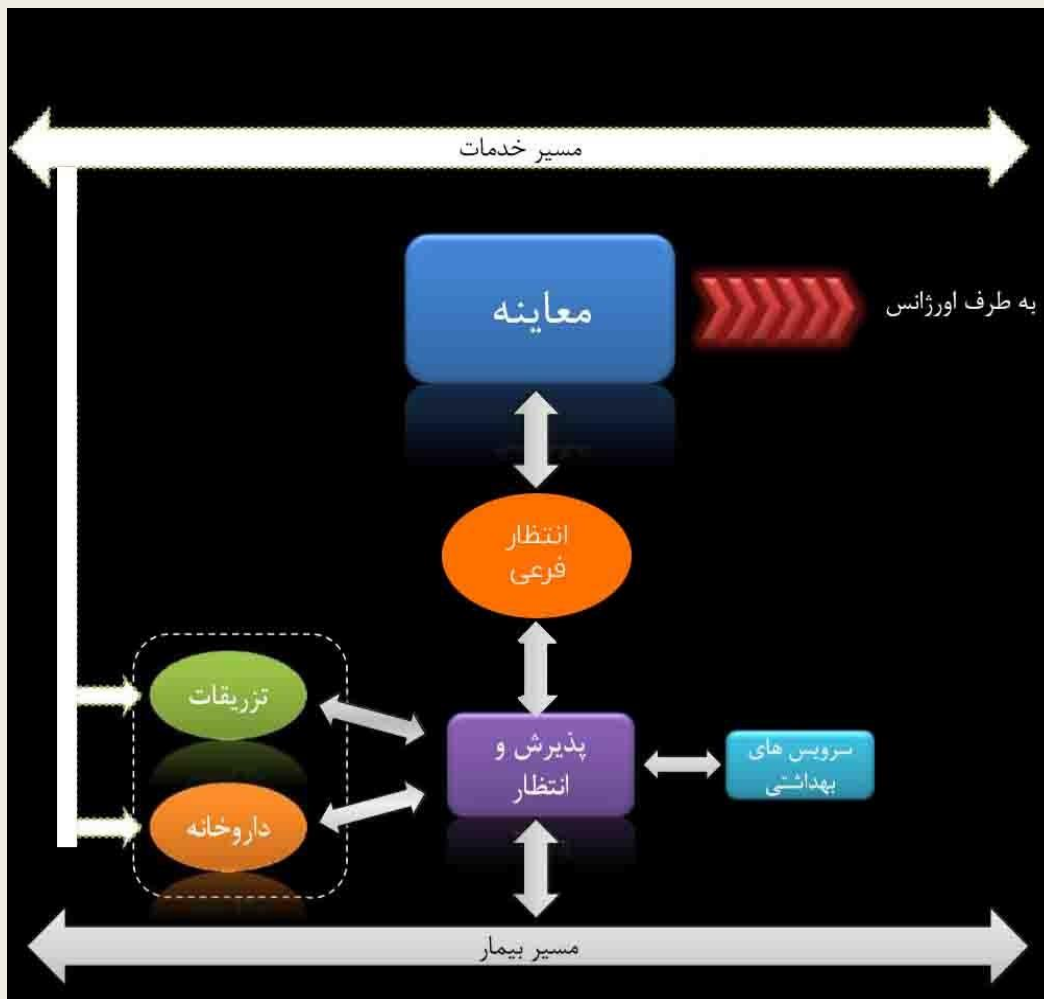 مسیر خدمات
معاینه
به طرف اورژانس
انتظار
فرعی
تزریقات
پذیرش و
انتظار
سرویس های
بهداشتی
داروخانه
مسیر بیمار